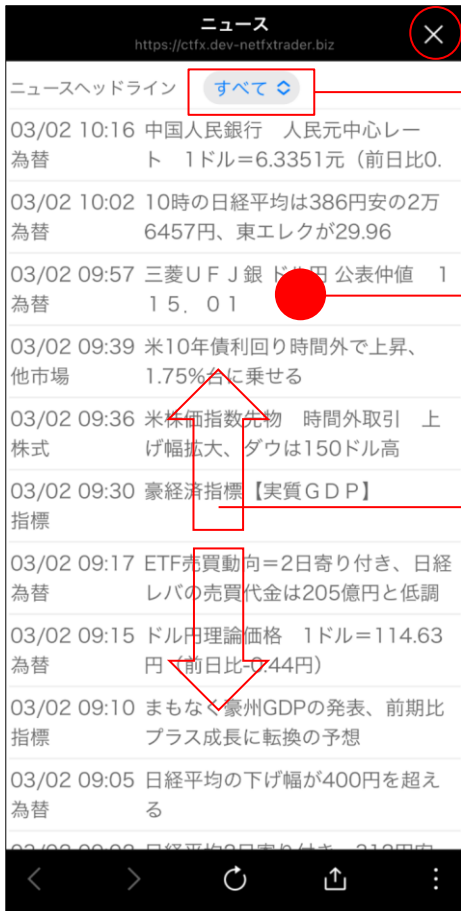 ニュース
https://ctfx.dev-netfxtrader.biz
ニュースヘッドライン すべて
03/02 10:16 中国人民銀行　人民元中心レー
為替 ト　1ドル＝6.3351元（前日比0.
03/02 10:02 10時の日経平均は386円安の2万
為替 6457円、東エレクが29.96
03/02 09:57 三菱ＵＦＪ銀 ドル円 公表仲値　１
為替 １５．０１
03/02 09:39 米10年債利回り時間外で上昇、
他市場 1.75%台に乗せる
03/02 09:36 米株価指数先物　時間外取引　上
株式 げ幅拡大、ダウは150ドル高
03/02 09:30 豪経済指標【実質ＧＤＰ】
指標
03/02 09:17 ETF売買動向＝2日寄り付き、日経
為替 レバの売買代金は205億円と低調
03/02 09:15 ドル円理論価格　1ドル＝114.63
為替 円（前日比-0.44円）
03/02 09:10 まもなく豪州GDPの発表、前期比
指標 プラス成長に転換の予想
03/02 09:05 日経平均の下げ幅が400円を超え
為替 る